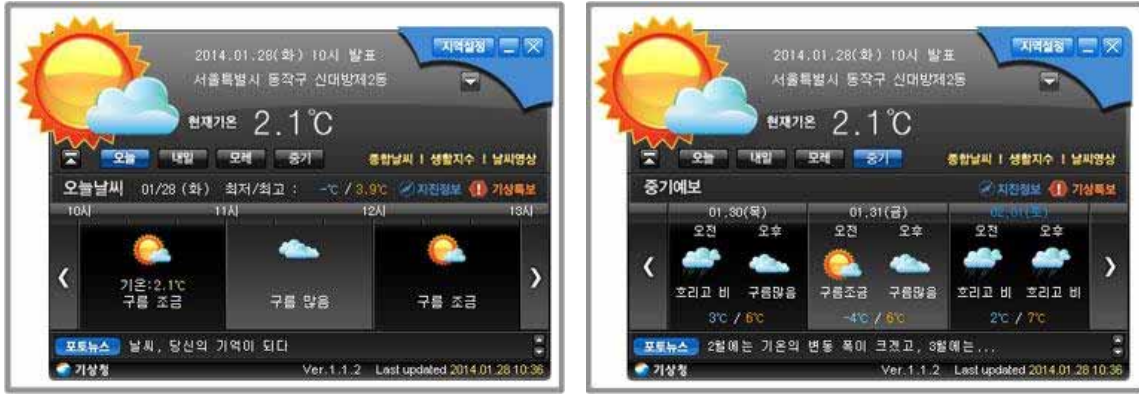 지역설정
2014.01.28(화) 10시 발표
서울특별시 동작구 신대방제2동
현재기온 2.1℃
오늘 내일 모레 중기 종합날씨 | 생활지수 | 날씨영상
오늘날씨 01/28 (화) 최저/최고 : -℃ / 3.9℃ 지진정보 기상특보
10시 11시 12시 13시
기온:2.1℃
구름 조금 구름 많음 구름 조금
포토뉴스 날씨, 당신의 기억이 되다
기상청 Ver.1.1.2 Last updated 2014.01.28 10:36
지역설정
2014.01.28(화) 10시 발표
서울특별시 동작구 신대방제2동
현재기온 2.1℃
오늘 내일 모레 중기 종합날씨 | 생활지수 | 날씨영상
중기예보 지진정보 기상특보
01.30(목) 01.31(금) 02.01(토)
오전 오후 오전 오후 오전 오후
흐리고 비 구름많음 구름조금 구름많음 흐리고 비 흐리고 비
3℃ / 6℃ -4℃ / 6℃ 2℃ / 7℃
포토뉴스 2월에는 기온의 변동 폭이 크겠고, 3월에는...
기상청 Ver.1.1.2 Last updated 2014.01.28 10:36